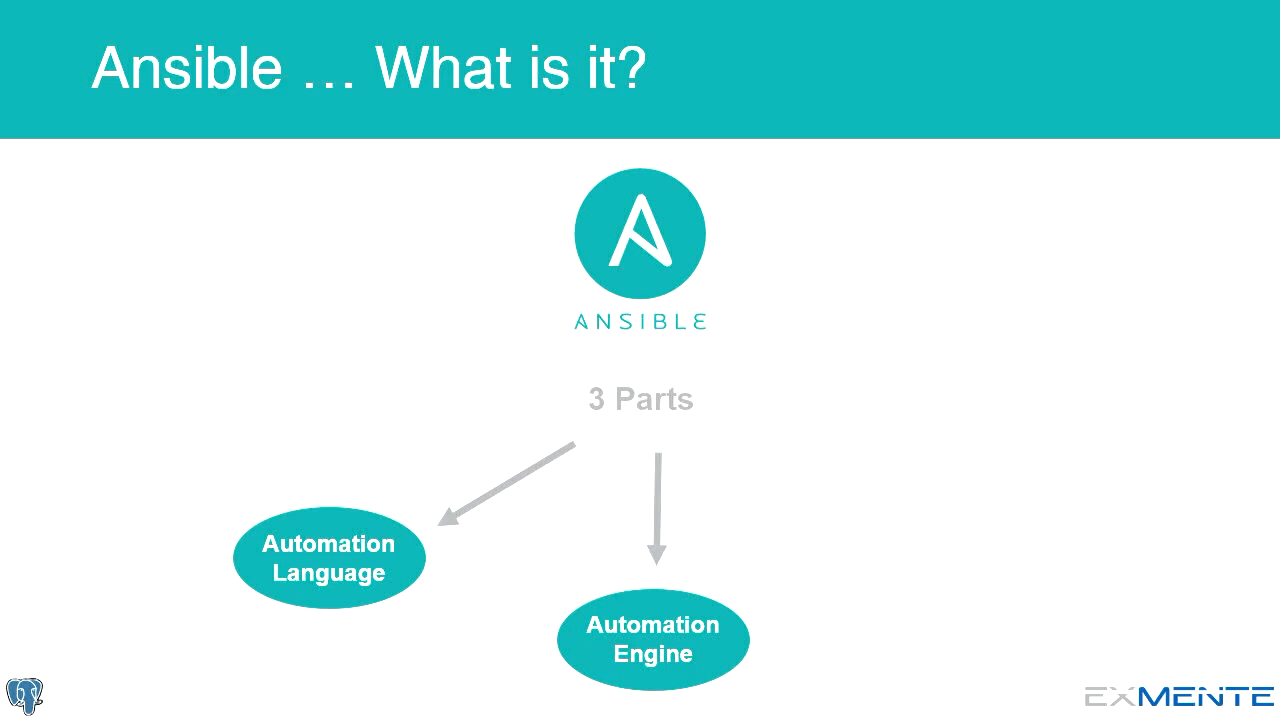 Ansible … What is it?
ANSIBLE
3 Parts
Automation
Language
Automation
Engine
EXMENTE